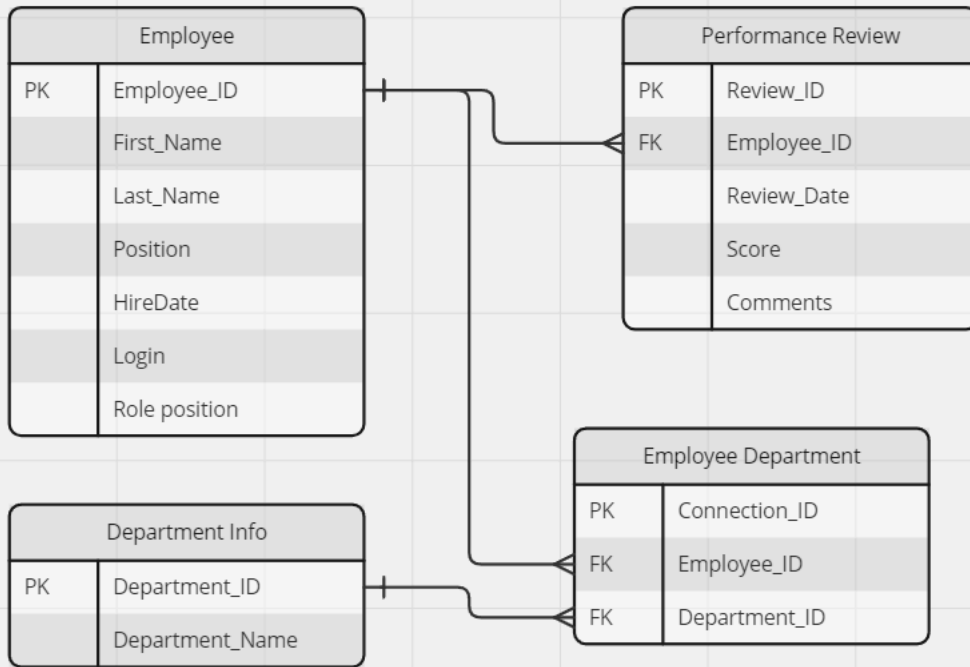 Employee
PK Employee_ID
First_Name
Last_Name
Position
HireDate
Login
Role position
Performance Review
PK Review_ID
FK Employee_ID
Review_Date
Score
Comments
Department Info
PK Department_ID
Department_Name
Employee Department
PK Connection_ID
FK Employee_ID
FK Department_ID